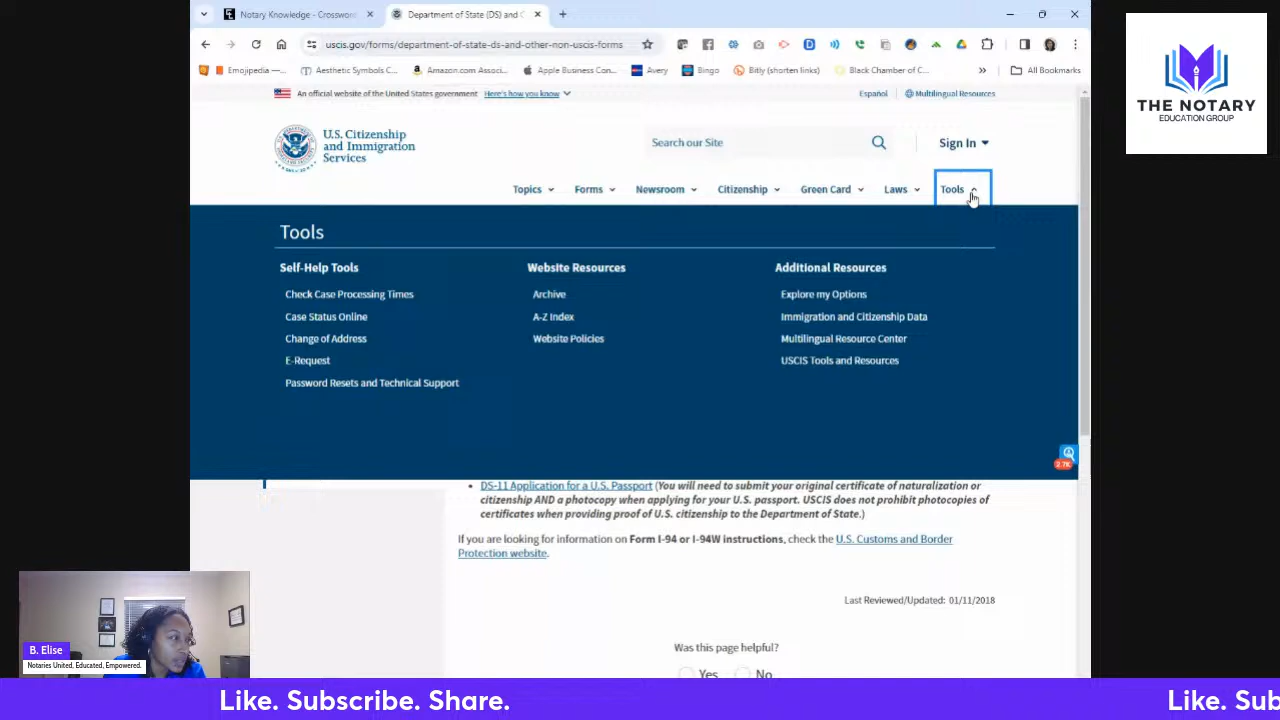 Notary Knowledge - Crosswor
Department of State (DS) and C
uscis.gov/forms/department-of-state-ds-and-other-non-uscis-forms
Emojipedia —...
Aesthetic Symbols C...
Amazon.com Associ...
Apple Business Con...
Avery
Bingo
Bitly (shorten links)
Black Chamber of C...
All Bookmarks
An official website of the United States government Here's how you know
Español
Multilingual Resources
U.S. Citizenship
and Immigration
Services
Search our Site
Sign In
Topics
Forms
Newsroom
Citizenship
Green Card
Laws
Tools
Tools
Self-Help Tools
Check Case Processing Times
Case Status Online
Change of Address
E-Request
Password Resets and Technical Support
Website Resources
Archive
A-Z Index
Website Policies
Additional Resources
Explore my Options
Immigration and Citizenship Data
Multilingual Resource Center
USCIS Tools and Resources
2.7K
DS-11 Application for a U.S. Passport (You will need to submit your original certificate of naturalization or
citizenship AND a photocopy when applying for your U.S. passport. USCIS does not prohibit photocopies of
certificates when providing proof of U.S. citizenship to the Department of State.)
If you are looking for information on Form I-94 or I-94W instructions, check the U.S. Customs and Border
Protection website.
Last Reviewed/Updated: 01/11/2018
Was this page helpful?
Yes
No
THE NOTARY
EDUCATION GROUP
B. Elise
Notaries United, Educated, Empowered.
Like. Subscribe. Share.
Like. Sub